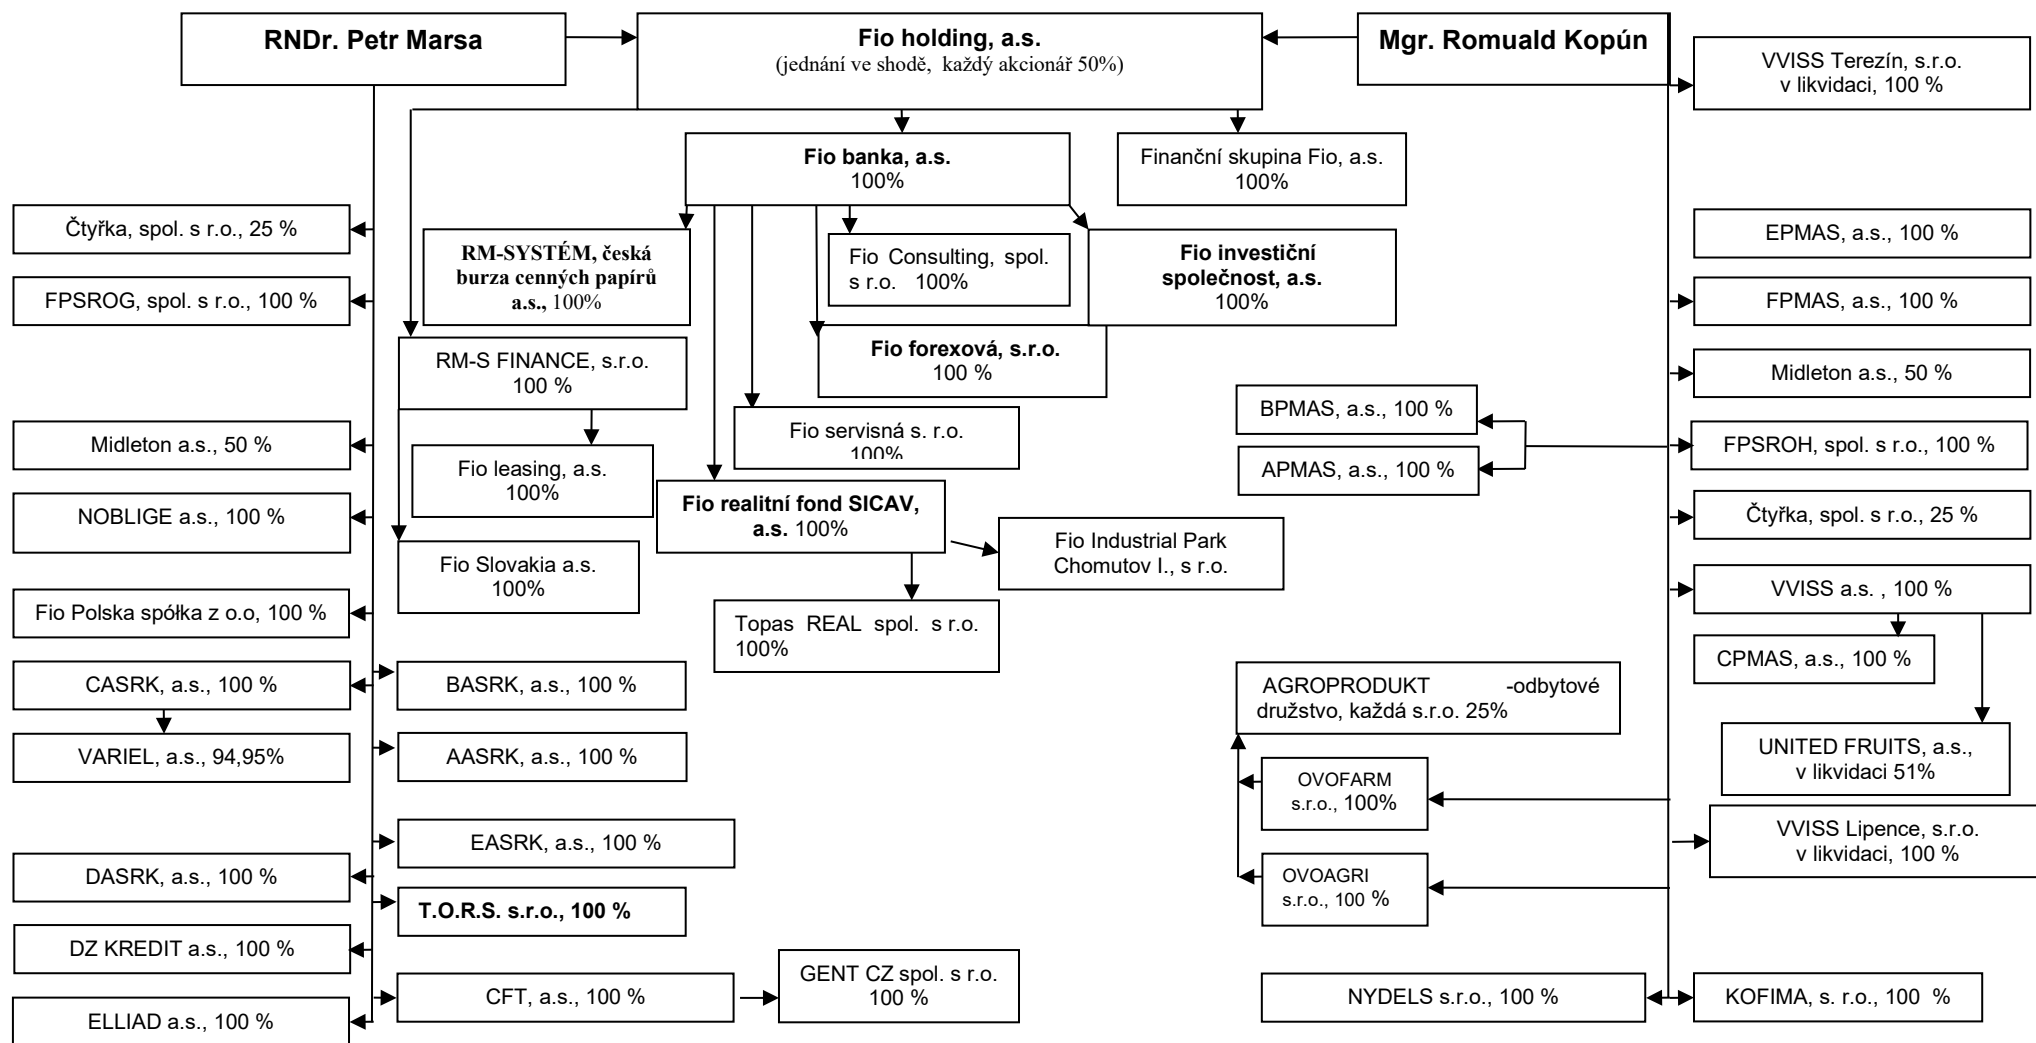 RNDr. Petr Marsa
Fio holding, a.s.
(jednání ve shodě, každý akcionář 50%)
Mgr. Romuald Kopún
VVISS Terezín, s.r.o.
v likvidaci, 100 %
Fio banka, a.s.
100%
Finanční skupina Fio, a.s.
100%
Čtyřka, spol. s r.o., 25 %
RM-SYSTÉM, česká
burza cenných papírů
a.s., 100%
Fio Consulting, spol.
s r.o. 100%
Fio investiční
společnost, a.s.
100%
EPMAS, a.s., 100 %
FPSROG, spol. s r.o., 100 %
FPMAS, a.s., 100 %
RM-S FINANCE, s.r.o.
100 %
Fio forexová, s.r.o.
100 %
Midleton a.s., 50 %
BPMAS, a.s., 100 %
Midleton a.s., 50 %
Fio servisná s. r.o.
100%
FPSROH, spol. s r.o., 100 %
Fio leasing, a.s.
100%
APMAS, a.s., 100 %
NOBLIGE a.s., 100 %
Fio realitní fond SICAV,
a.s. 100%
Čtyřka, spol. s r.o., 25 %
Fio Slovakia a.s.
100%
Fio Industrial Park
Chomutov I., s r.o.
VVISS a.s. , 100 %
Fio Polska spółka z o.o, 100 %
Topas REAL spol. s r.o.
100%
CPMAS, a.s., 100 %
CASRK, a.s., 100 %
BASRK, a.s., 100 %
AGROPRODUKT -odbytové
družstvo, každá s.r.o. 25%
VARIEL, a.s., 94,95%
AASRK, a.s., 100 %
UNITED FRUITS, a.s.,
v likvidaci 51%
OVOFARM
s.r.o., 100%
EASRK, a.s., 100 %
VVISS Lipence, s.r.o.
v likvidaci, 100 %
DASRK, a.s., 100 %
OVOAGRI
s.r.o., 100 %
T.O.R.S. s.r.o., 100 %
DZ KREDIT a.s., 100 %
GENT CZ spol. s r.o.
100 %
CFT, a.s., 100 %
NYDELS s.r.o., 100 %
KOFIMA, s. r.o., 100 %
ELLIAD a.s., 100 %